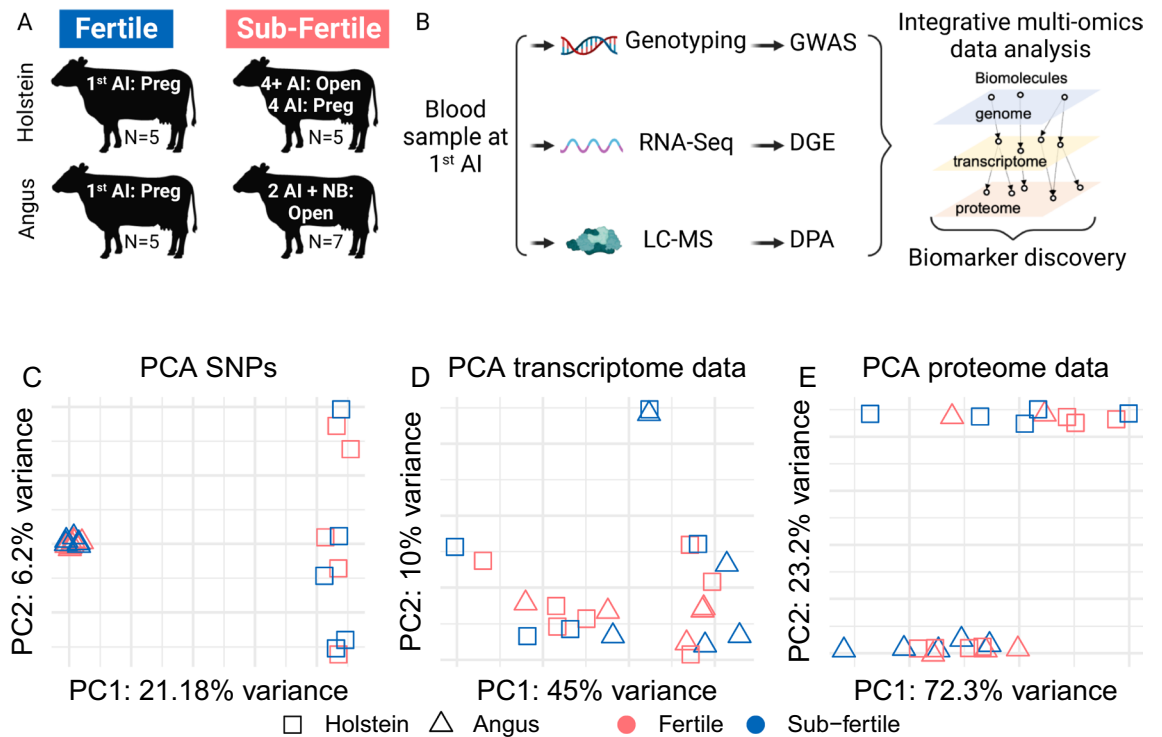 A
Fertile
Sub-Fertile
Holstein
1st AI: Preg
N=5
4+ AI: Open
4 AI: Preg
N=5
Angus
1st AI: Preg
N=5
2 AI + NB:
Open
N=7
B
Blood
sample at
1st AI
Genotyping
GWAS
RNA-Seq
DGE
LC-MS
DPA
Integrative multi-omics
data analysis
Biomolecules
genome
transcriptome
proteome
Biomarker discovery
C
PCA SNPs
PC2: 6.2% variance
PC1: 21.18% variance
D
PCA transcriptome data
PC2: 10% variance
PC1: 45% variance
E
PCA proteome data
PC2: 23.2% variance
PC1: 72.3% variance
Holstein
Angus
Fertile
Sub−fertile